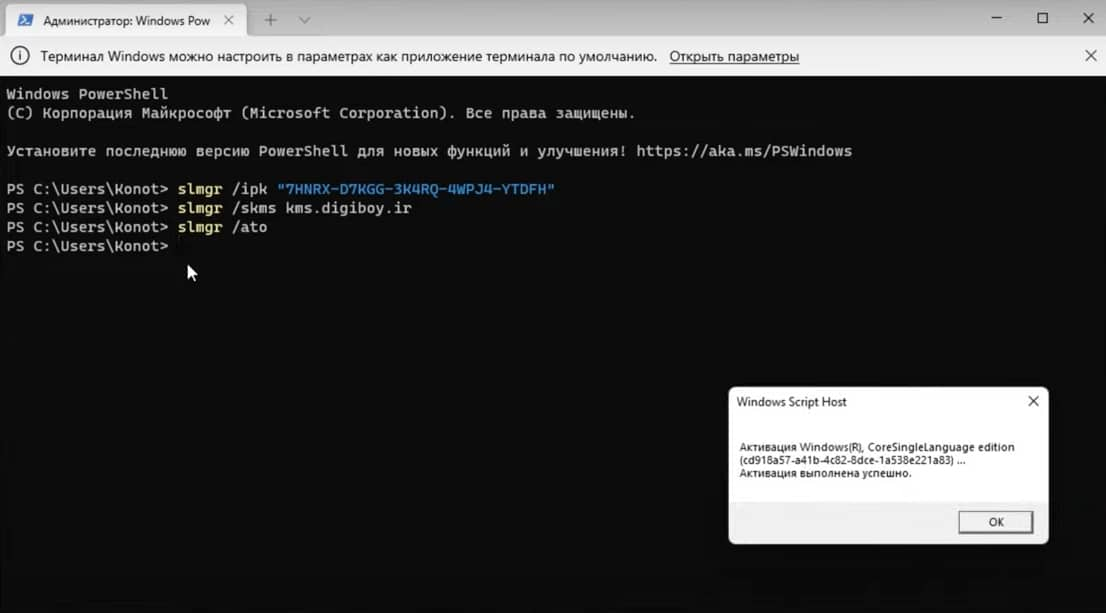 Администратор: Windows Pow
Терминал Windows можно настроить в параметрах как приложение терминала по умолчанию. Открыть параметры
Windows PowerShell
(C) Корпорация Майкрософт (Microsoft Corporation). Все права защищены.
Установите последнюю версию PowerShell для новых функций и улучшения! https://aka.ms/PSWindows
PS C:\Users\Konot> slmgr /ipk "7HNRX-D7KGG-3K4RQ-4WPJ4-YTDFH"
PS C:\Users\Konot> slmgr /skms kms.digiboy.ir
PS C:\Users\Konot> slmgr /ato
PS C:\Users\Konot>
Windows Script Host
Активация Windows(R), CoreSingleLanguage edition
(cd918a57-a41b-4c82-8dce-1a538e221a83) ...
Активация выполнена успешно.
OK